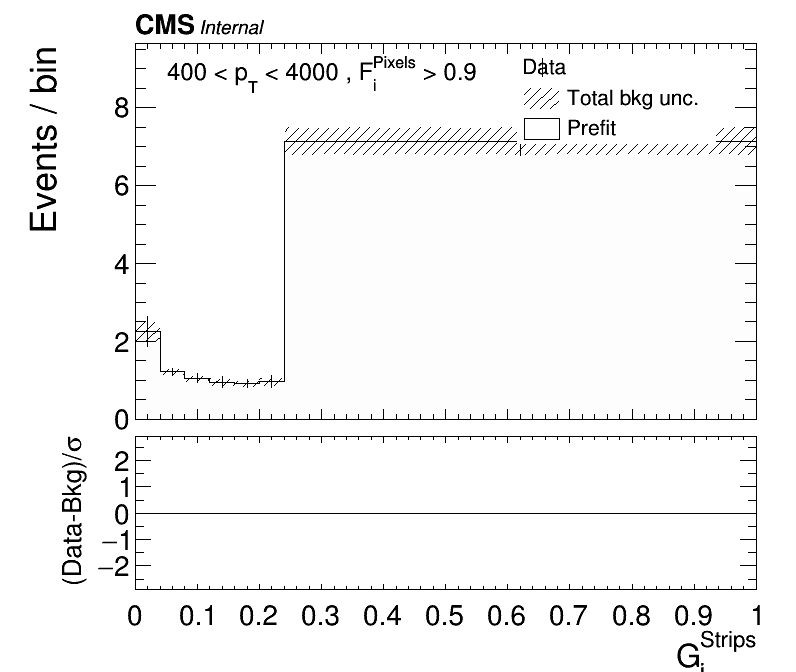 CMS Internal
400 < p_T < 4000 , F_i^Pixels > 0.9
Data
Total bkg unc.
Prefit
Events / bin
8
6
4
2
0
(Data-Bkg)/σ
2
1
0
−1
−2
0 0.1 0.2 0.3 0.4 0.5 0.6 0.7 0.8 0.9 1
G_i^Strips